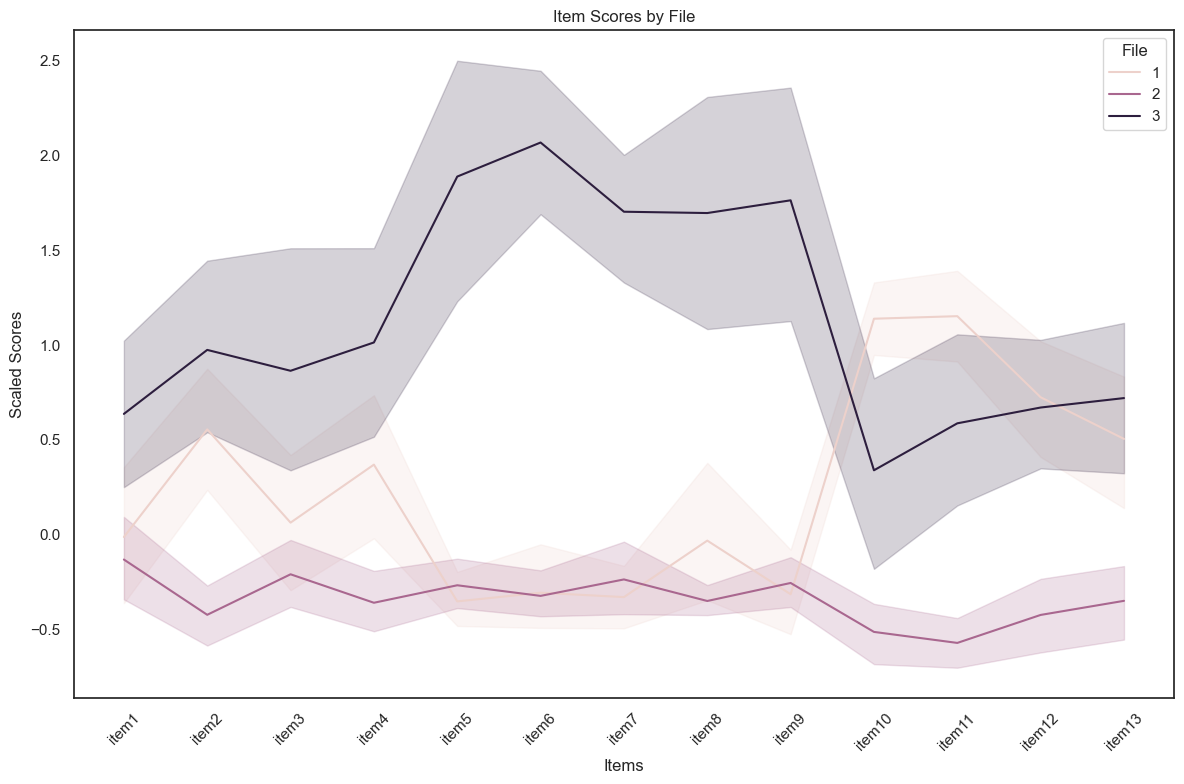 Item Scores by File
File
1
2
3
2.5
2.0
1.5
1.0
0.5
0.0
−0.5
Scaled Scores
item1
item2
item3
item4
item5
item6
item7
item8
item9
item10
item11
item12
item13
Items